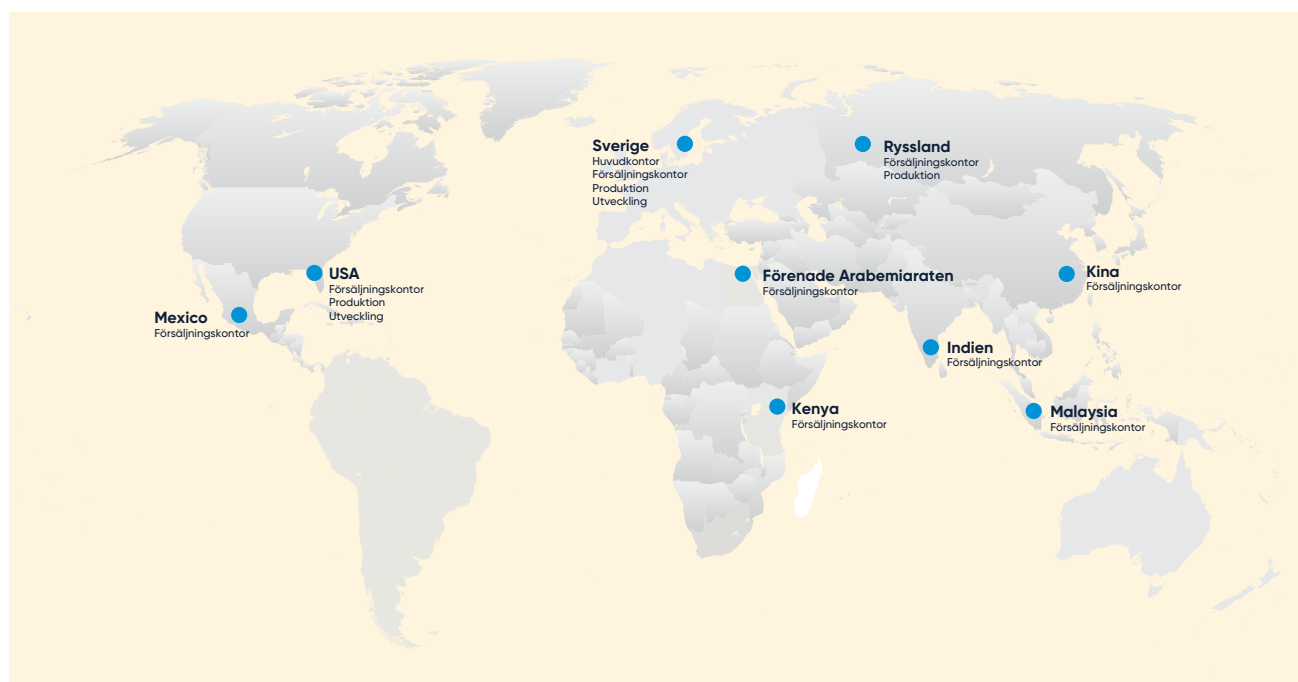 Sverige
Huvudkontor
Försäljningskontor
Produktion
Utveckling
Ryssland
Försäljningskontor
Produktion
USA
Försäljningskontor
Produktion
Utveckling
Mexico
Försäljningskontor
Förenade Arabemiraten
Försäljningskontor
Kina
Försäljningskontor
Indien
Försäljningskontor
Kenya
Försäljningskontor
Malaysia
Försäljningskontor